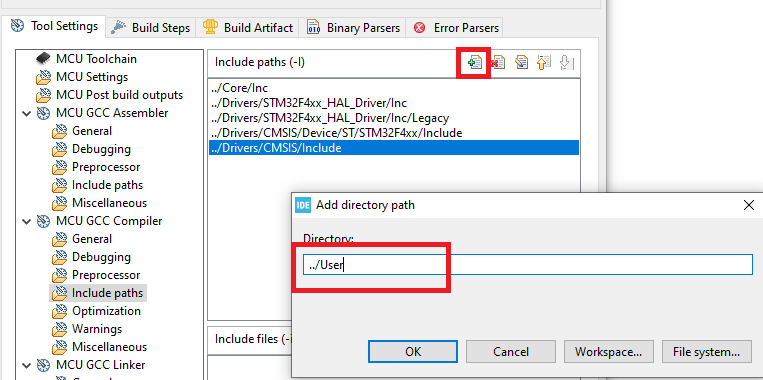 Tool Settings
Build Steps
Build Artifact
Binary Parsers
Error Parsers
MCU Toolchain
MCU Settings
MCU Post build outputs
MCU GCC Assembler
General
Debugging
Preprocessor
Include paths
Miscellaneous
MCU GCC Compiler
General
Debugging
Preprocessor
Include paths
Optimization
Warnings
Miscellaneous
MCU GCC Linker
Include paths (-I)
../Core/Inc
../Drivers/STM32F4xx_HAL_Driver/Inc
../Drivers/STM32F4xx_HAL_Driver/Inc/Legacy
../Drivers/CMSIS/Device/ST/STM32F4xx/Include
../Drivers/CMSIS/Include
Include files (-i
IDE Add directory path
Directory:
../User
OK
Cancel
Workspace...
File system...